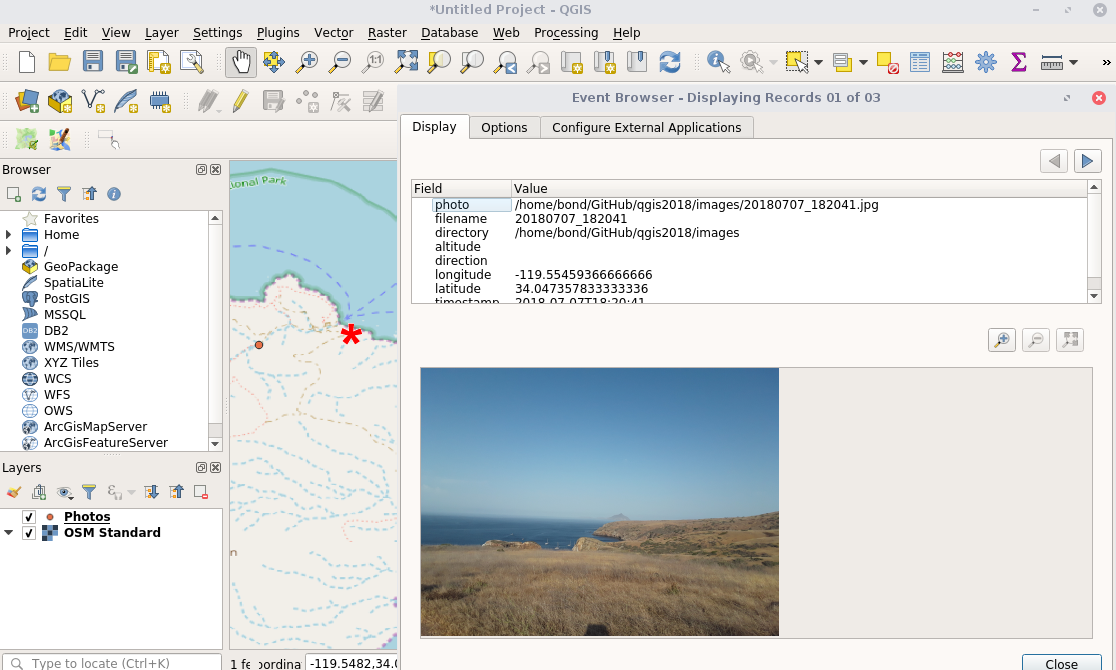 *Untitled Project - QGIS
Project Edit View Layer Settings Plugins Vector Raster Database Web Processing Help
1:1
»
Event Browser - Displaying Records 01 of 03
Display Options Configure External Applications
Browser
Field Value
photo /home/bond/GitHub/qgis2018/images/20180707_182041.jpg
filename 20180707_182041
directory /home/bond/GitHub/qgis2018/images
altitude
direction
longitude -119.55459366666666
latitude 34.047357833333336
timestamp 2018-07-07T18:20:41
Favorites
Home
/
GeoPackage
SpatiaLite
PostGIS
MSSQL
DB2 DB2
WMS/WMTS
XYZ Tiles
WCS
WFS
OWS
ArcGisMapServer
ArcGisFeatureServer
ional Park
*
Layers
Photos
OSM Standard
n
Type to locate (Ctrl+K)
1 fe oordina -119.5482,34.0
Close